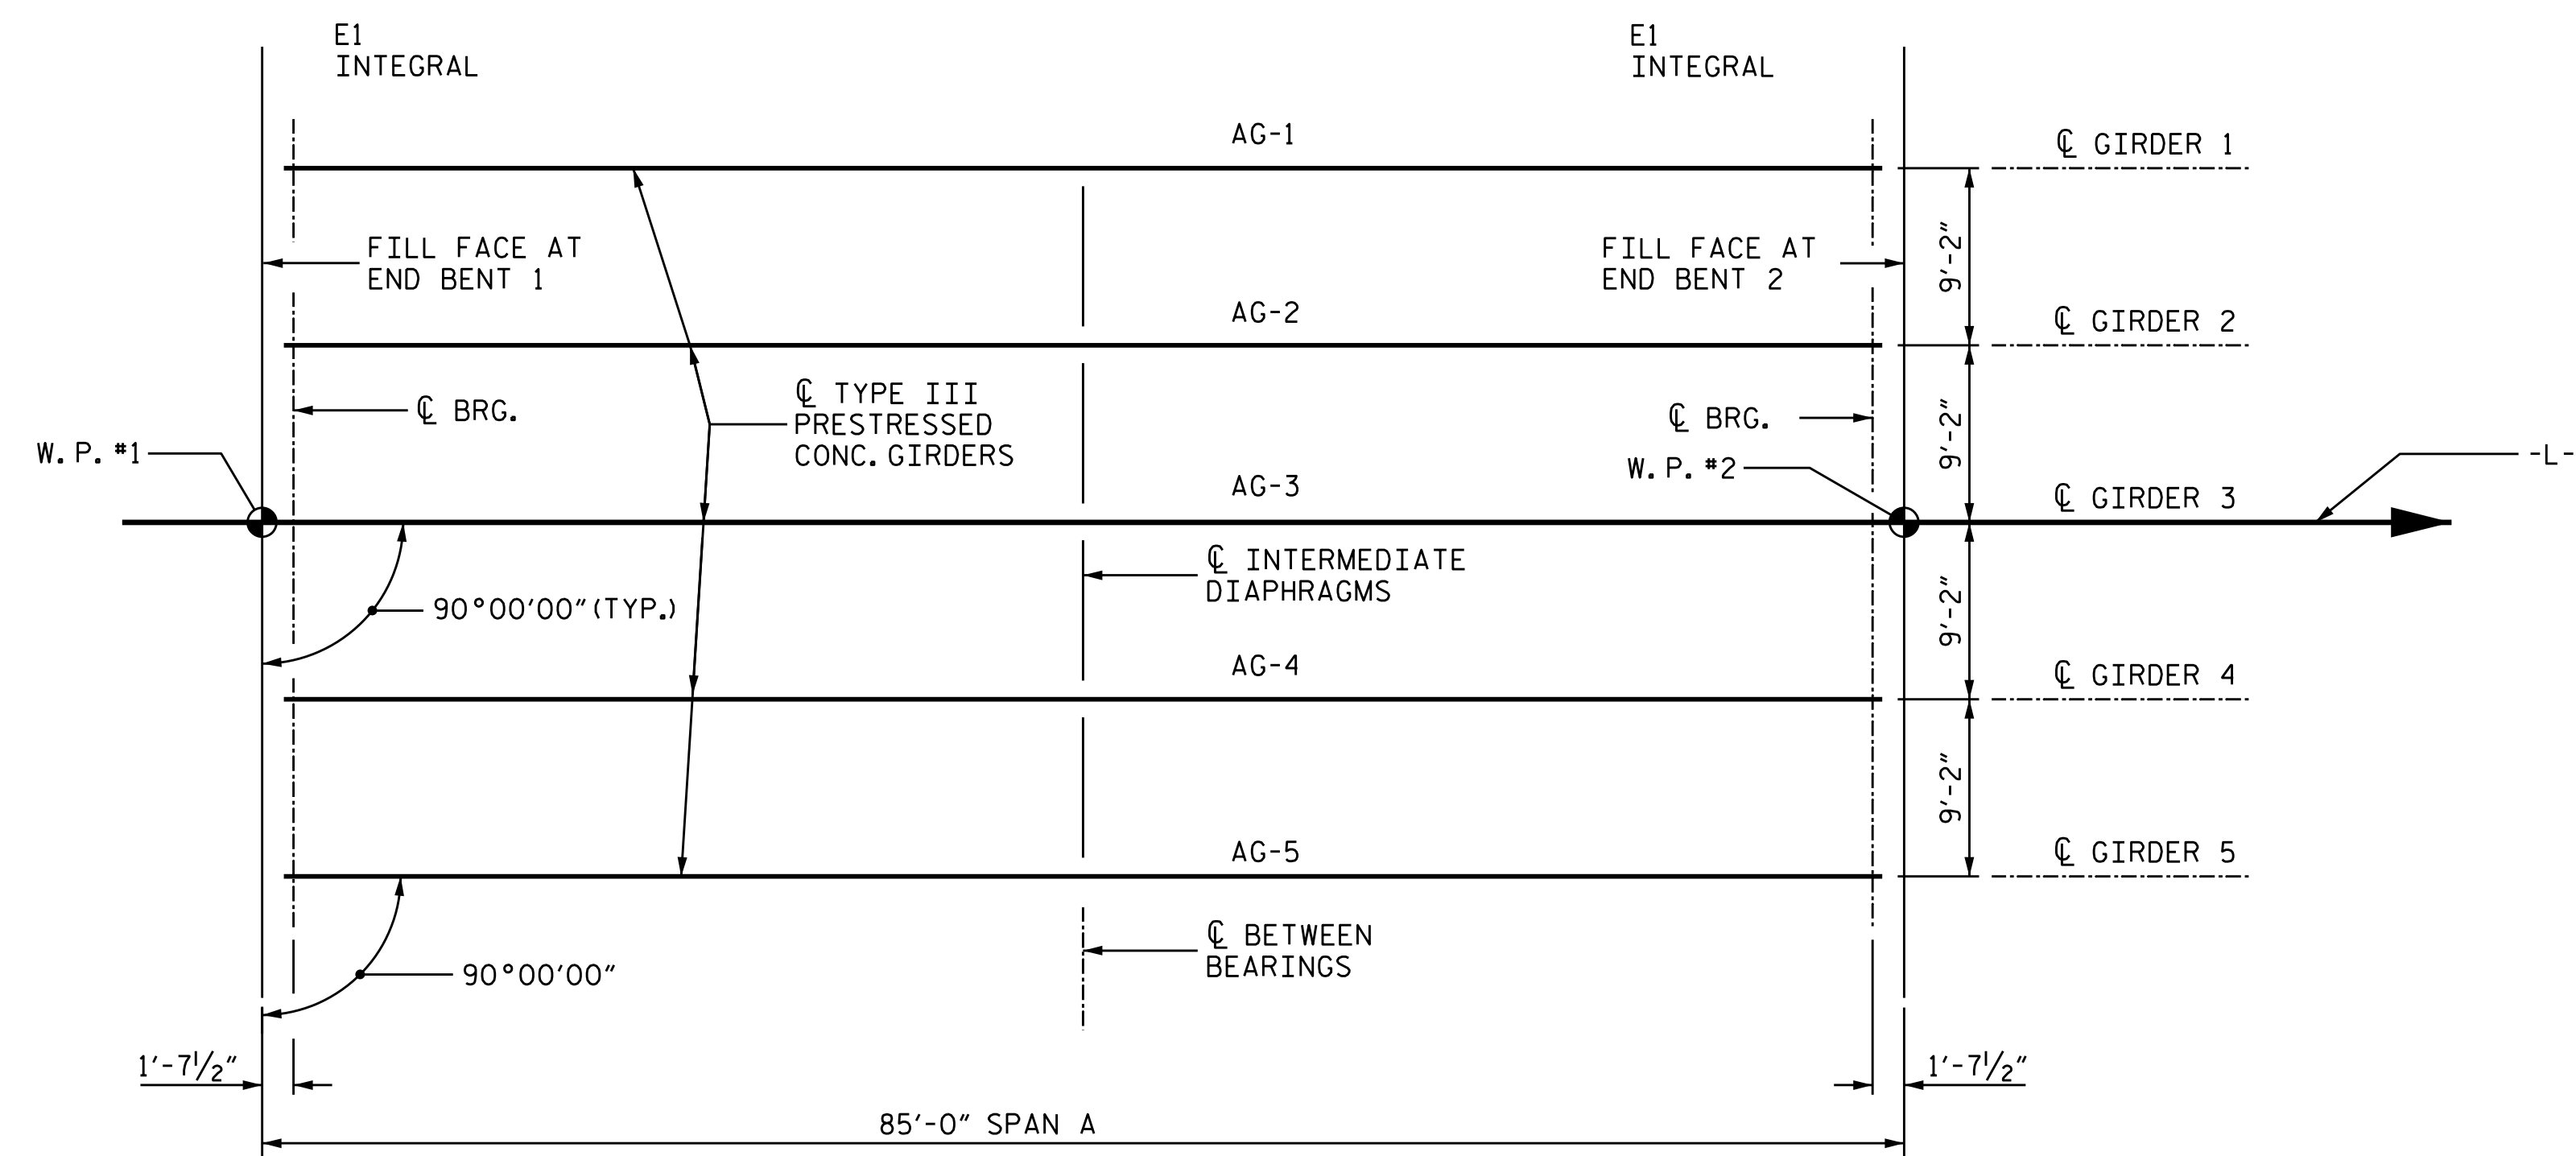 E1
INTEGRAL
E1
INTEGRAL
AG-1
℄ GIRDER 1
FILL FACE AT
END BENT 1
FILL FACE AT
END BENT 2
9'-2"
AG-2
℄ GIRDER 2
℄ BRG.
℄ TYPE III
PRESTRESSED
CONC. GIRDERS
℄ BRG.
9'-2"
W.P. #1
W.P. #2
-L-
AG-3
℄ GIRDER 3
℄ INTERMEDIATE
DIAPHRAGMS
90°00'00" (TYP.)
9'-2"
AG-4
℄ GIRDER 4
9'-2"
AG-5
℄ GIRDER 5
℄ BETWEEN
BEARINGS
90°00'00"
1'-7½"
1'-7½"
85'-0" SPAN A